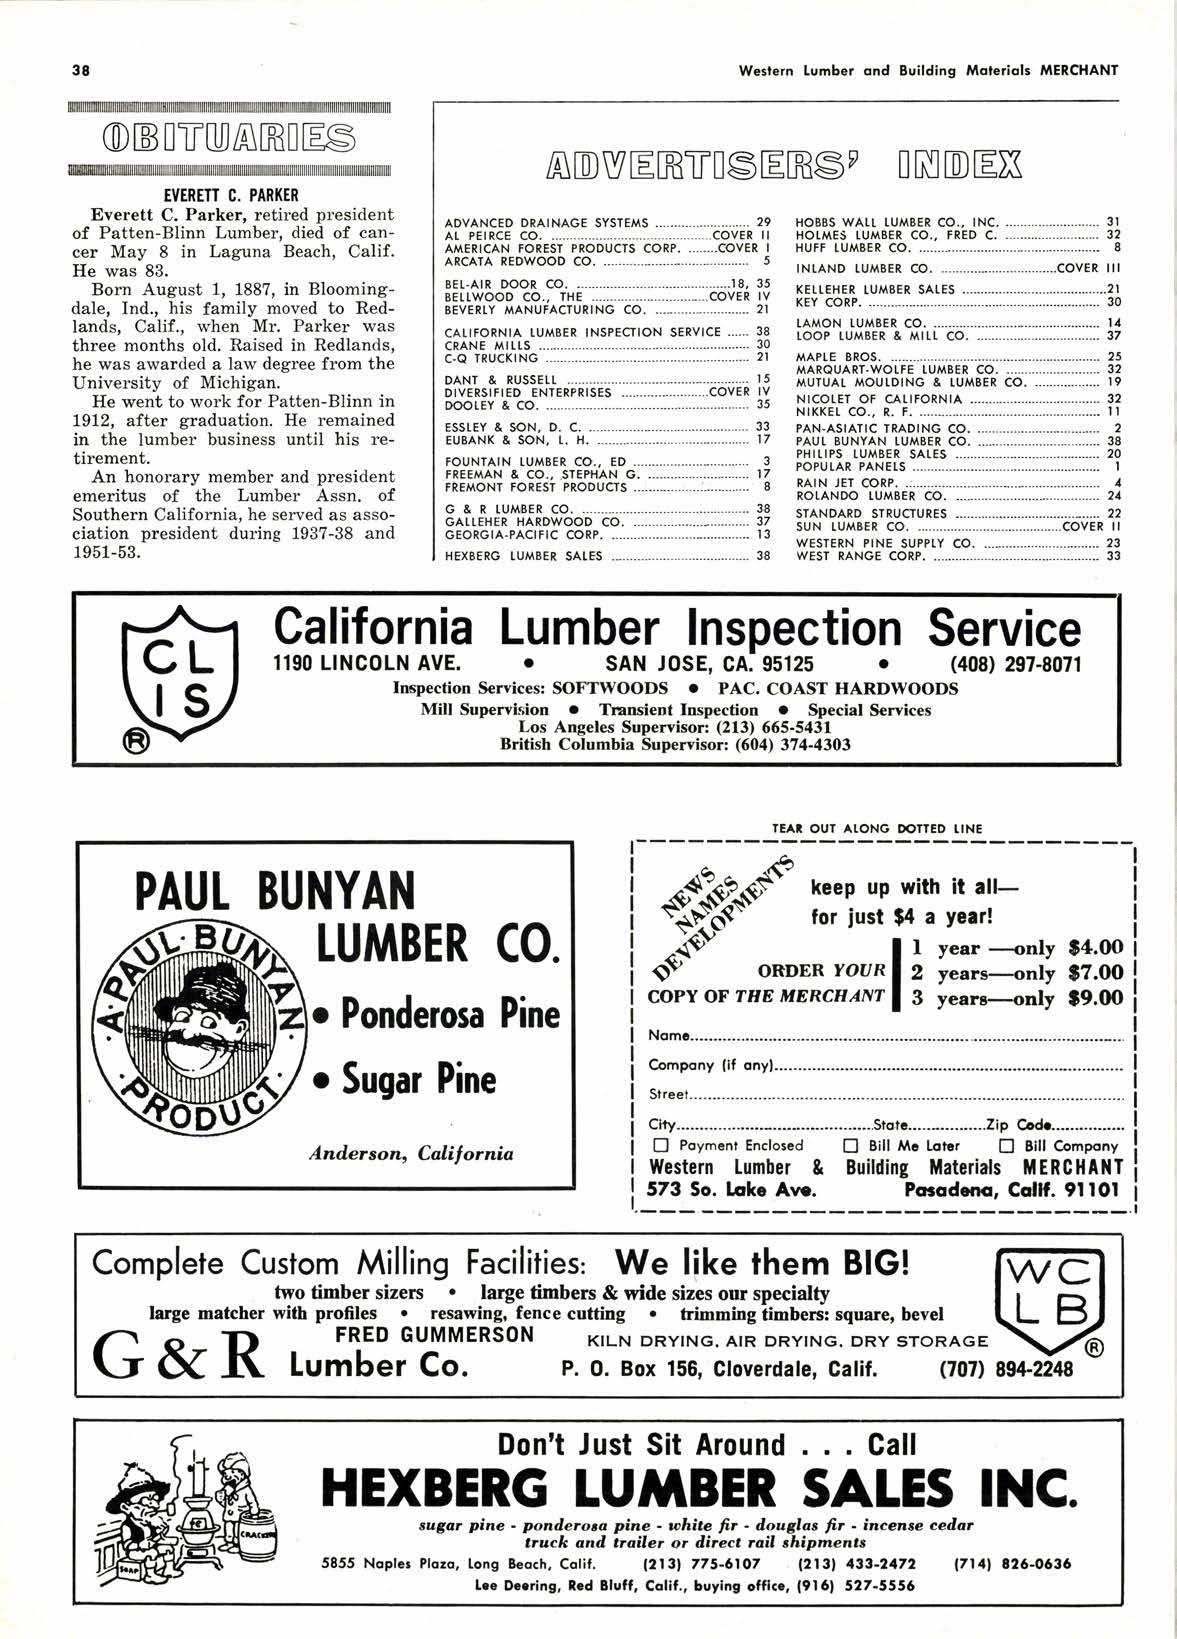 38
Western Lumber and Building Materials MERCHANT
OBITUARIES
EVERETT C. PARKER
Everett C. Parker, retired president
of Patten-Blinn Lumber, died of can-
cer May 8 in Laguna Beach, Calif.
He was 83.
Born August 1, 1887, in Blooming-
dale, Ind., his family moved to Red-
lands, Calif., when Mr. Parker was
three months old. Raised in Redlands,
he was awarded a law degree from the
University of Michigan.
He went to work for Patten-Blinn in
1912, after graduation. He remained
in the lumber business until his re-
tirement.
An honorary member and president
emeritus of the Lumber Assn. of
Southern California, he served as asso-
ciation president during 1937-38 and
1951-53.
ADVERTISERS' INDEX
ADVANCED DRAINAGE SYSTEMS 29
AL PEIRCE CO. COVER II
AMERICAN FOREST PRODUCTS CORP. COVER I
ARCATA REDWOOD CO. 5
BEL-AIR DOOR CO. 18, 35
BELLWOOD CO., THE COVER IV
BEVERLY MANUFACTURING CO. 21
CALIFORNIA LUMBER INSPECTION SERVICE 38
CRANE MILLS 30
C-Q TRUCKING 21
DANT & RUSSELL 15
DIVERSIFIED ENTERPRISES COVER IV
DOOLEY & CO. 35
ESSLEY & SON, D. C. 33
EUBANK & SON, L. H. 17
FOUNTAIN LUMBER CO., ED 3
FREEMAN & CO., STEPHAN G. 17
FREMONT FOREST PRODUCTS 8
G & R LUMBER CO. 38
GALLEHER HARDWOOD CO. 37
GEORGIA-PACIFIC CORP. 13
HEXBERG LUMBER SALES 38
HOBBS WALL LUMBER CO., INC. 31
HOLMES LUMBER CO., FRED C. 32
HUFF LUMBER CO. 8
INLAND LUMBER CO. COVER III
KELLEHER LUMBER SALES 21
KEY CORP. 30
LAMON LUMBER CO. 14
LOOP LUMBER & MILL CO. 37
MAPLE BROS. 25
MARQUART-WOLFE LUMBER CO. 32
MUTUAL MOULDING & LUMBER CO. 19
NICOLET OF CALIFORNIA 32
NIKKEL CO., R. F. 11
PAN-ASIATIC TRADING CO. 2
PAUL BUNYAN LUMBER CO. 38
PHILIPS LUMBER SALES 20
POPULAR PANELS 1
RAIN JET CORP. 4
ROLANDO LUMBER CO. 24
STANDARD STRUCTURES 22
SUN LUMBER CO. COVER II
WESTERN PINE SUPPLY CO. 23
WEST RANGE CORP. 33
CL
IS
®
California Lumber Inspection Service
1190 LINCOLN AVE. • SAN JOSE, CA. 95125 • (408) 297-8071
Inspection Services: SOFTWOODS • PAC. COAST HARDWOODS
Mill Supervision • Transient Inspection • Special Services
Los Angeles Supervisor: (213) 665-5431
British Columbia Supervisor: (604) 374-4303
PAUL BUNYAN
LUMBER CO.
A·PAUL·BUNYAN·
·PRODUCT·
• Ponderosa Pine
• Sugar Pine
Anderson, California
TEAR OUT ALONG DOTTED LINE
NEWS
NAMES
DEVELOPMENTS
keep up with it all—
for just $4 a year!
ORDER YOUR
COPY OF THE MERCHANT
1 year —only $4.00
2 years—only $7.00
3 years—only $9.00
Name
Company (if any)
Street
City State Zip Code
☐ Payment Enclosed ☐ Bill Me Later ☐ Bill Company
Western Lumber & Building Materials MERCHANT
573 So. Lake Ave. Pasadena, Calif. 91101
Complete Custom Milling Facilities: We like them BIG!
two timber sizers • large timbers & wide sizes our specialty
large matcher with profiles • resawing, fence cutting • trimming timbers: square, bevel
G & R FRED GUMMERSON
Lumber Co.
KILN DRYING, AIR DRYING, DRY STORAGE
P. O. Box 156, Cloverdale, Calif. (707) 894-2248
WC
LB
®
Don't Just Sit Around . . . Call
HEXBERG LUMBER SALES INC.
sugar pine - ponderosa pine - white fir - douglas fir - incense cedar
truck and trailer or direct rail shipments
5855 Naples Plaza, Long Beach, Calif. (213) 775-6107 (213) 433-2472 (714) 826-0636
Lee Deering, Red Bluff, Calif., buying office, (916) 527-5556
SOAP
CRACKERS